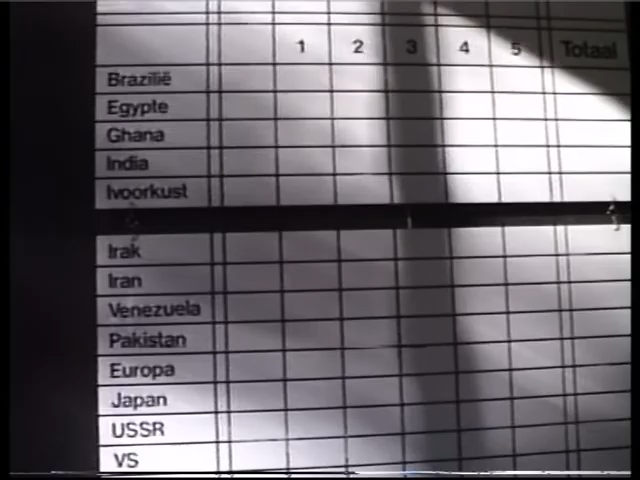 1 2 3 4 5 Totaal
Brazilië
Egypte
Ghana
India
Ivoorkust
Irak
Iran
Venezuela
Pakistan
Europa
Japan
USSR
VS